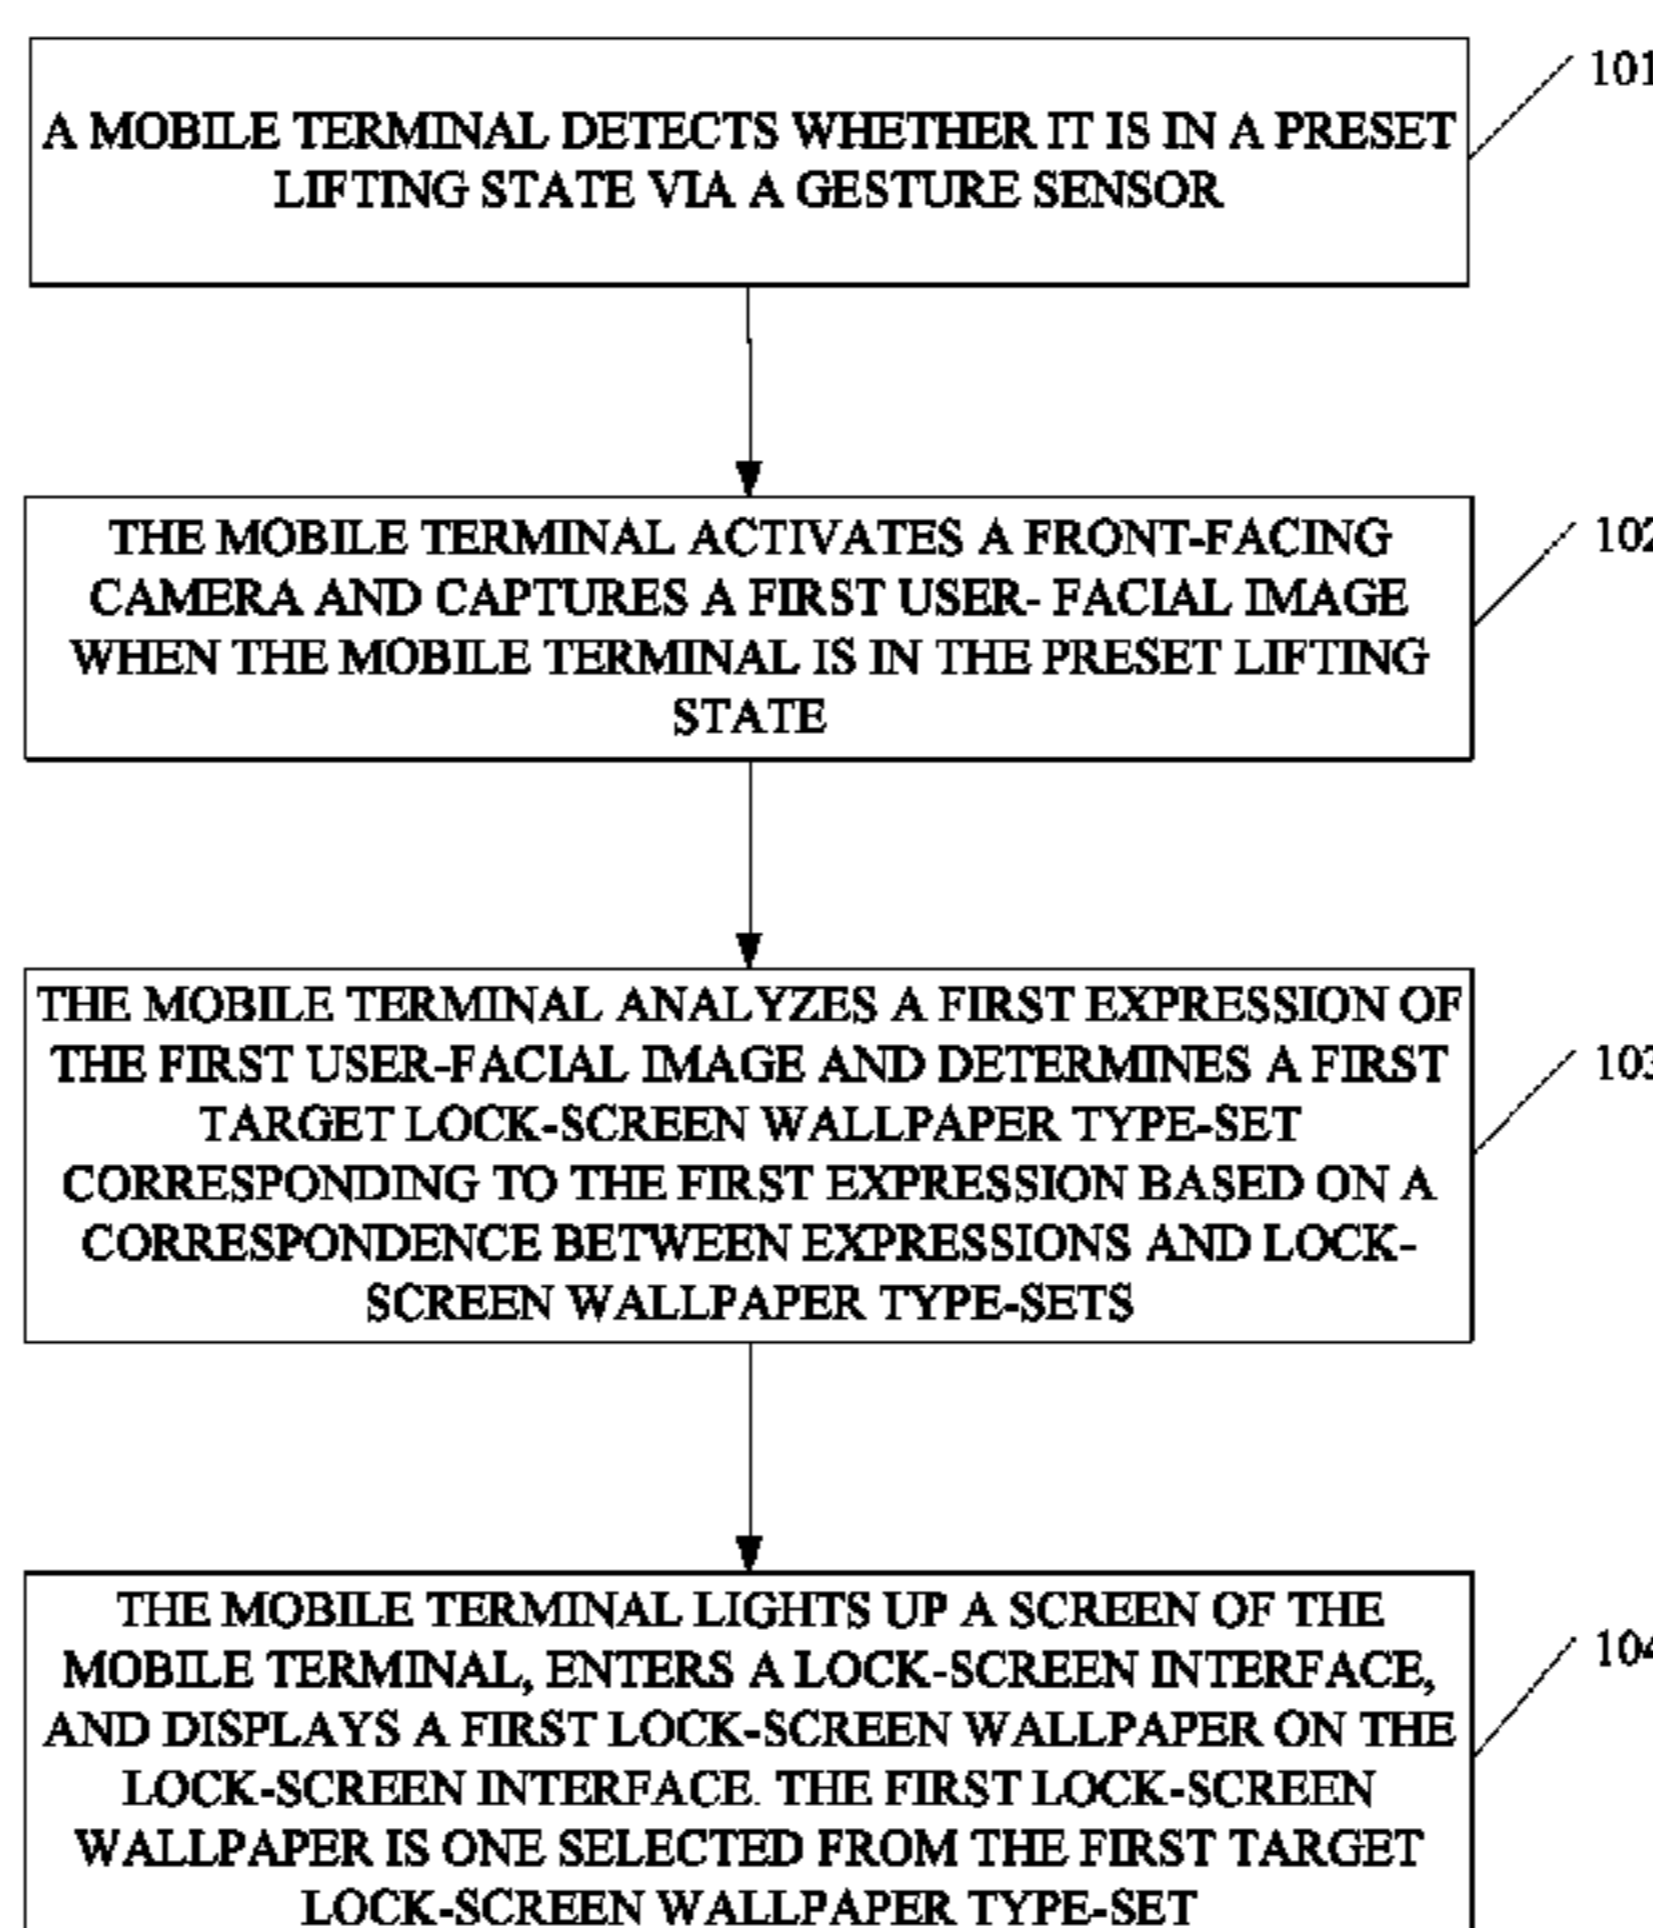 101
A MOBILE TERMINAL DETECTS WHETHER IT IS IN A PRESET
LIFTING STATE VIA A GESTURE SENSOR
102
THE MOBILE TERMINAL ACTIVATES A FRONT-FACING
CAMERA AND CAPTURES A FIRST USER- FACIAL IMAGE
WHEN THE MOBILE TERMINAL IS IN THE PRESET LIFTING
STATE
103
THE MOBILE TERMINAL ANALYZES A FIRST EXPRESSION OF
THE FIRST USER-FACIAL IMAGE AND DETERMINES A FIRST
TARGET LOCK-SCREEN WALLPAPER TYPE-SET
CORRESPONDING TO THE FIRST EXPRESSION BASED ON A
CORRESPONDENCE BETWEEN EXPRESSIONS AND LOCK-
SCREEN WALLPAPER TYPE-SETS
104
THE MOBILE TERMINAL LIGHTS UP A SCREEN OF THE
MOBILE TERMINAL, ENTERS A LOCK-SCREEN INTERFACE,
AND DISPLAYS A FIRST LOCK-SCREEN WALLPAPER ON THE
LOCK-SCREEN INTERFACE. THE FIRST LOCK-SCREEN
WALLPAPER IS ONE SELECTED FROM THE FIRST TARGET
LOCK-SCREEN WALLPAPER TYPE-SET